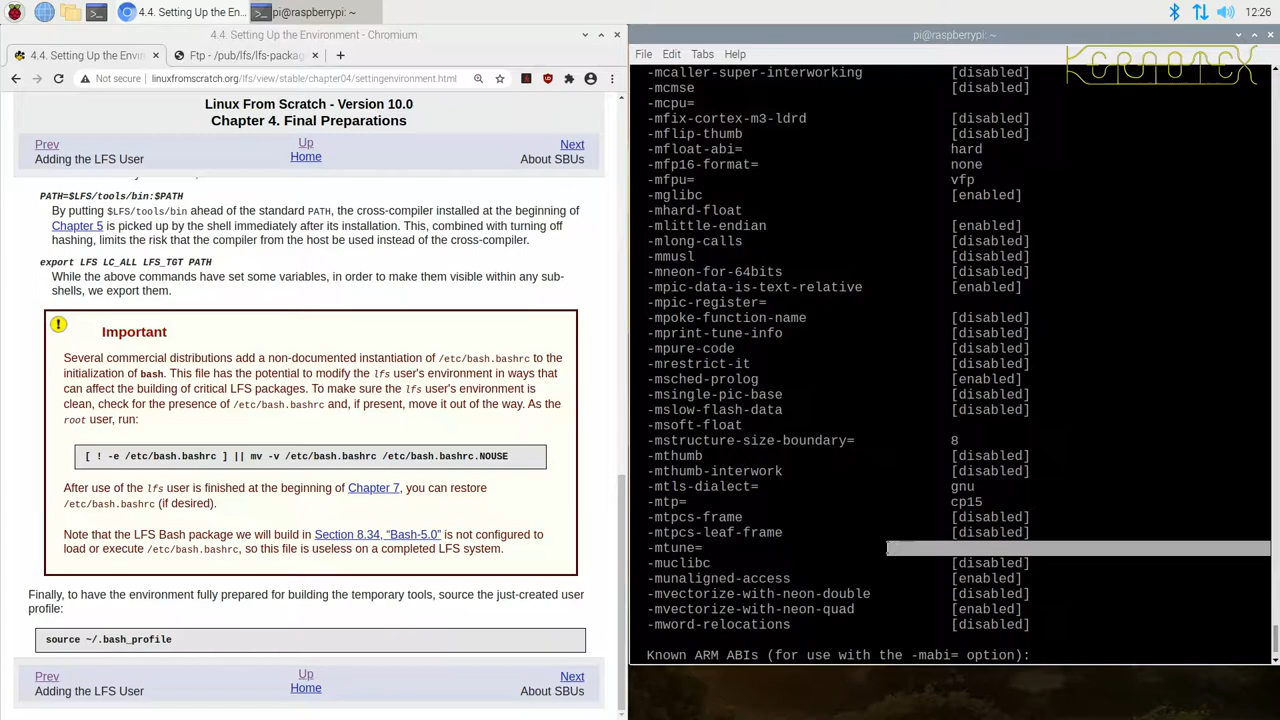 4.4. Setting Up the En...
pi@raspberrypi: ~
12:26
4.4. Setting Up the Environment - Chromium
4.4. Setting Up the Environm
Ftp - /pub/lfs/lfs-packag
Not secure
linuxfromscratch.org/lfs/view/stable/chapter04/settingenvironment.html
Linux From Scratch - Version 10.0
Chapter 4. Final Preparations
Prev
Up
Next
Adding the LFS User
Home
About SBUs
PATH=$LFS/tools/bin:$PATH
By putting $LFS/tools/bin ahead of the standard PATH, the cross-compiler installed at the beginning of
Chapter 5 is picked up by the shell immediately after its installation. This, combined with turning off
hashing, limits the risk that the compiler from the host be used instead of the cross-compiler.
export LFS LC_ALL LFS_TGT PATH
While the above commands have set some variables, in order to make them visible within any sub-
shells, we export them.
!
Important
Several commercial distributions add a non-documented instantiation of /etc/bash.bashrc to the
initialization of bash. This file has the potential to modify the lfs user's environment in ways that
can affect the building of critical LFS packages. To make sure the lfs user's environment is
clean, check for the presence of /etc/bash.bashrc and, if present, move it out of the way. As the
root user, run:
[ ! -e /etc/bash.bashrc ] || mv -v /etc/bash.bashrc /etc/bash.bashrc.NOUSE
After use of the lfs user is finished at the beginning of Chapter 7, you can restore
/etc/bash.bashrc (if desired).
Note that the LFS Bash package we will build in Section 8.34, “Bash-5.0” is not configured to
load or execute /etc/bash.bashrc, so this file is useless on a completed LFS system.
Finally, to have the environment fully prepared for building the temporary tools, source the just-created user
profile:
source ~/.bash_profile
Prev
Up
Next
Adding the LFS User
Home
About SBUs
pi@raspberrypi: ~
File Edit Tabs Help
-mcaller-super-interworking [disabled]
-mcmse [disabled]
-mcpu=
-mfix-cortex-m3-ldrd [disabled]
-mflip-thumb [disabled]
-mfloat-abi= hard
-mfp16-format= none
-mfpu= vfp
-mglibc [enabled]
-mhard-float
-mlittle-endian [enabled]
-mlong-calls [disabled]
-mmusl [disabled]
-mneon-for-64bits [disabled]
-mpic-data-is-text-relative [enabled]
-mpic-register=
-mpoke-function-name [disabled]
-mprint-tune-info [disabled]
-mpure-code [disabled]
-mrestrict-it [disabled]
-msched-prolog [enabled]
-msingle-pic-base [disabled]
-mslow-flash-data [disabled]
-msoft-float
-mstructure-size-boundary= 8
-mthumb [disabled]
-mthumb-interwork [disabled]
-mtls-dialect= gnu
-mtp= cp15
-mtpcs-frame [disabled]
-mtpcs-leaf-frame [disabled]
-mtune=
-muclibc [disabled]
-munaligned-access [enabled]
-mvectorize-with-neon-double [disabled]
-mvectorize-with-neon-quad [enabled]
-mword-relocations [disabled]
Known ARM ABIs (for use with the -mabi= option):